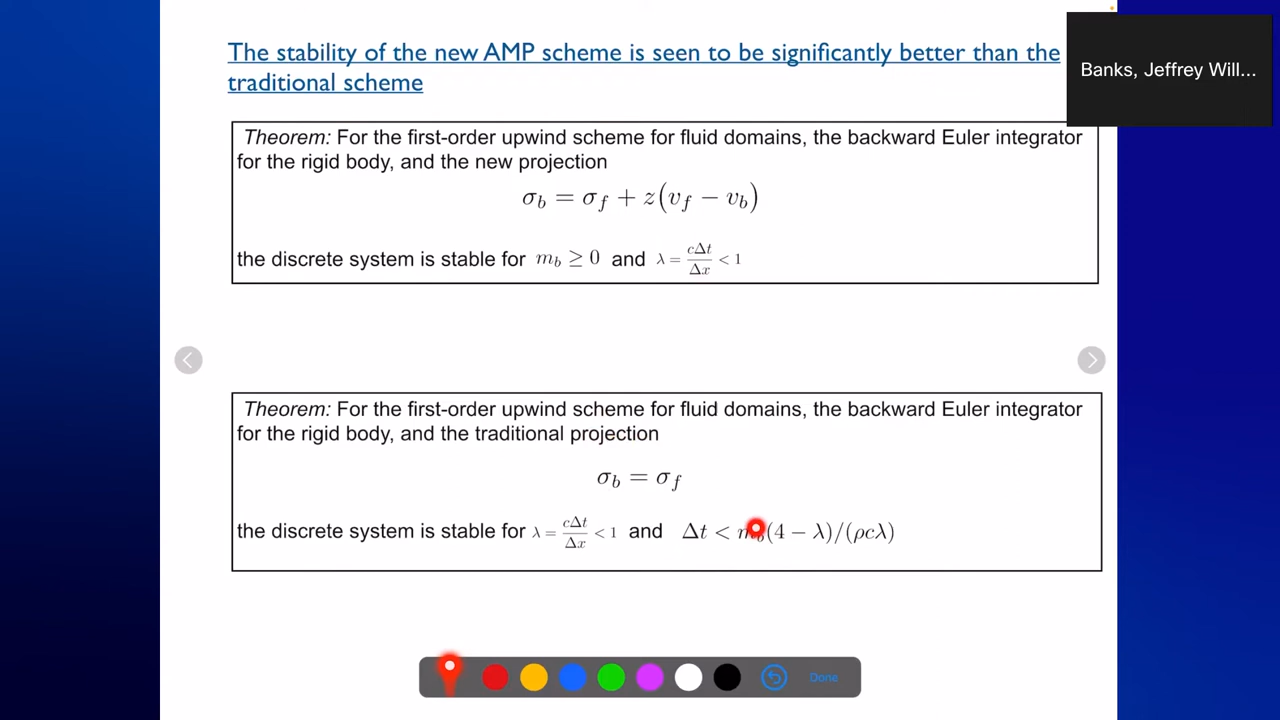 The stability of the new AMP scheme is seen to be significantly better than the
traditional scheme
Banks, Jeffrey Will...
Theorem: For the first-order upwind scheme for fluid domains, the backward Euler integrator
for the rigid body, and the new projection
σ_b = σ_f + z(v_f − v_b)
the discrete system is stable for m_b ≥ 0 and λ = cΔt/Δx < 1
Theorem: For the first-order upwind scheme for fluid domains, the backward Euler integrator
for the rigid body, and the traditional projection
σ_b = σ_f
the discrete system is stable for λ = cΔt/Δx < 1 and Δt < m_b(4 − λ)/(ρcλ)
Done